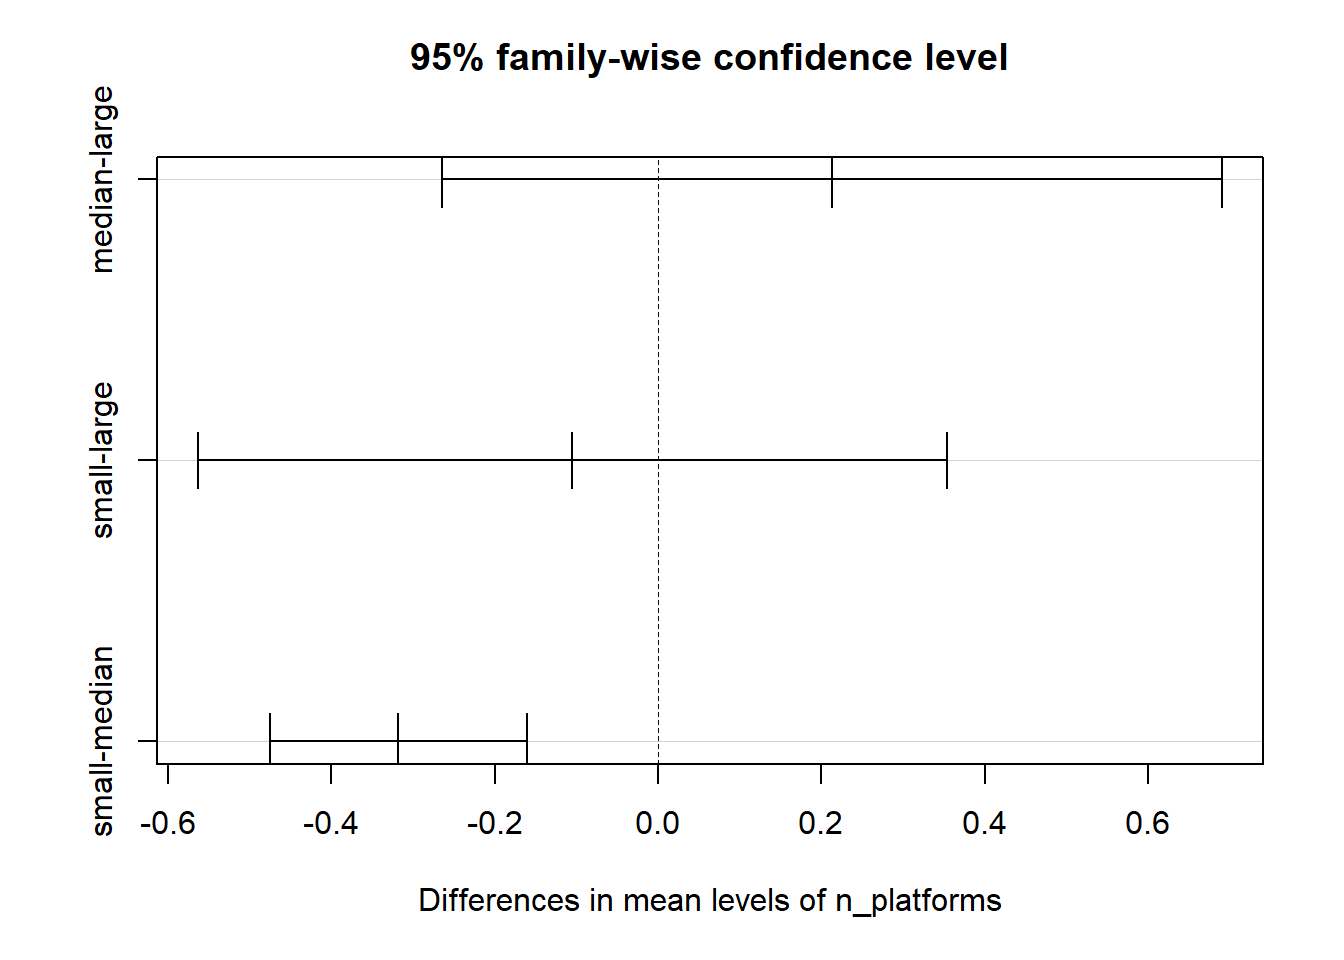 95% family-wise confidence level
median-large
small-large
small-median
-0.6 -0.4 -0.2 0.0 0.2 0.4 0.6
Differences in mean levels of n_platforms